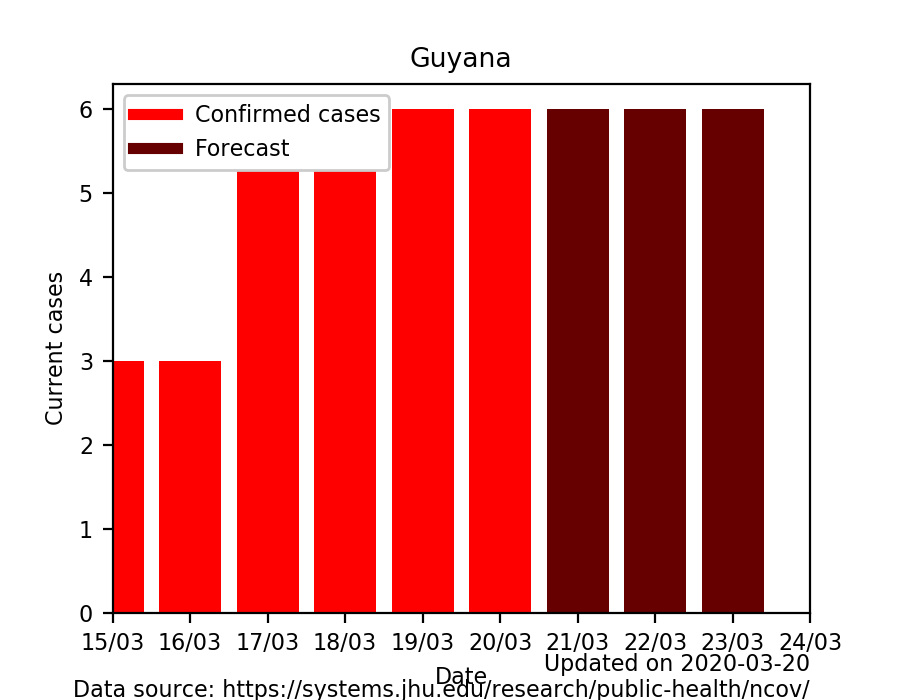 Guyana
Confirmed cases
Forecast
6
5
4
3
2
1
0
Current cases
15/03 16/03 17/03 18/03 19/03 20/03 21/03 22/03 23/03 24/03
Updated on 2020-03-20
Date
Data source: https://systems.jhu.edu/research/public-health/ncov/